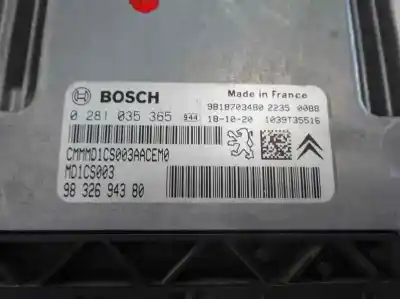 BOSCH
Made in France
0 281 035 365 944
9818703480 2235 0088
18-10-20 1039T35516
CMMMD1CS003AACEM0
MD1CS003
98 326 943 80